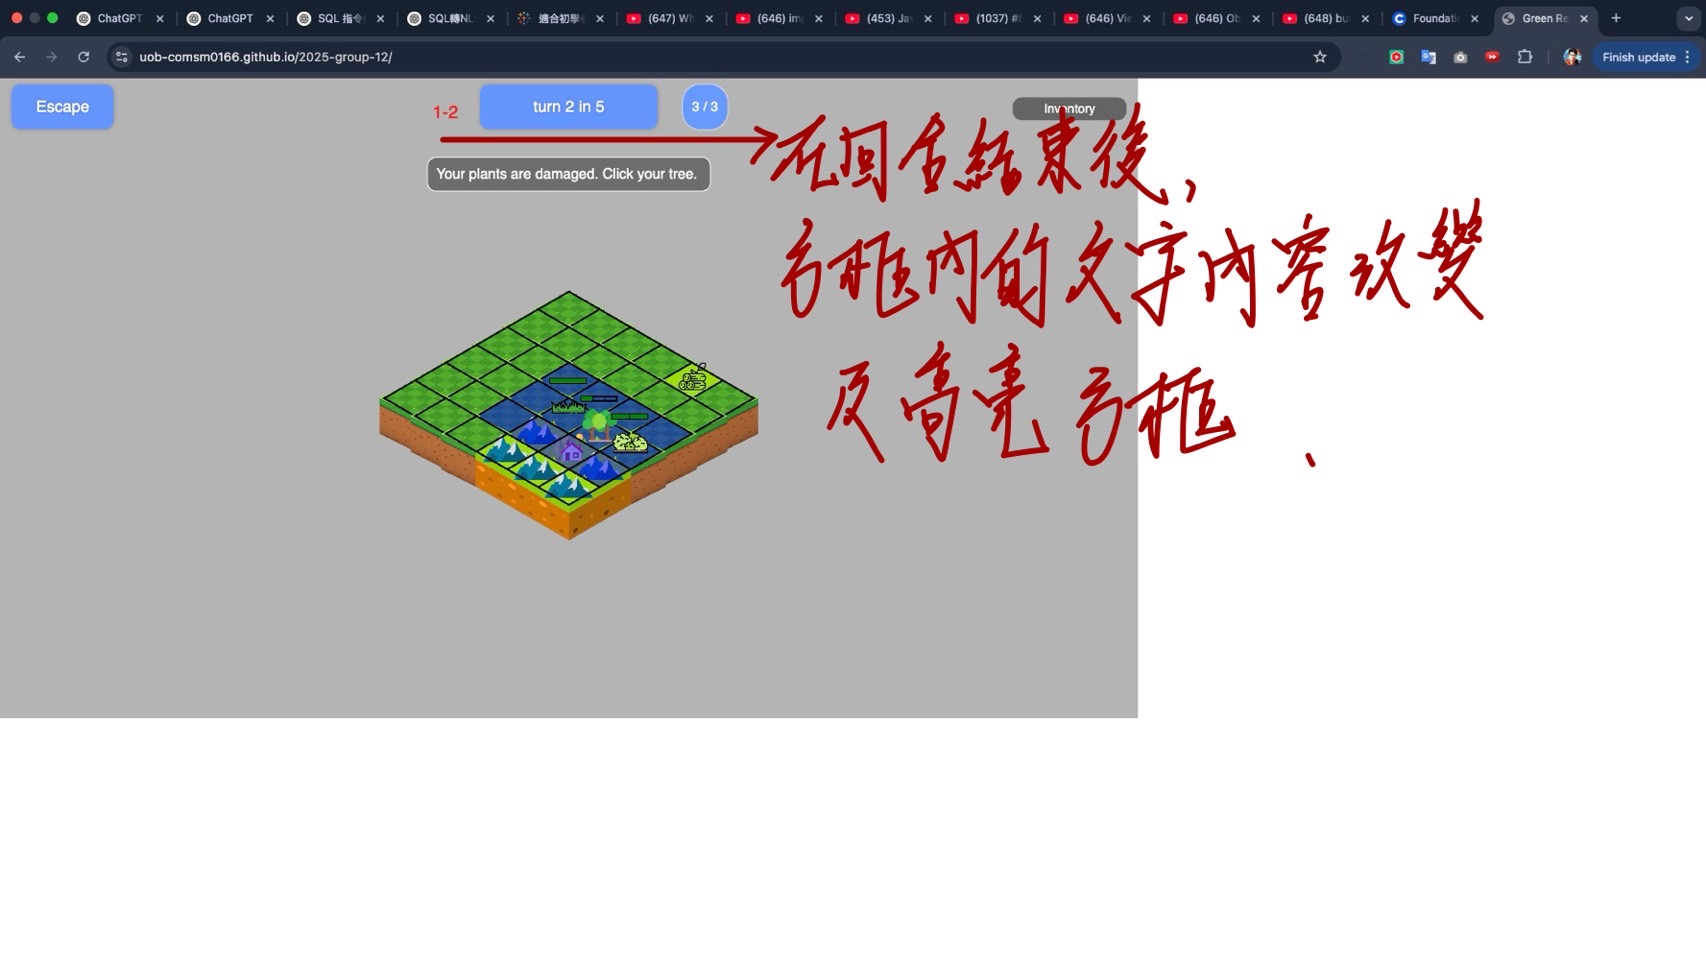 ChatGPT
ChatGPT
SQL 指令
SQL轉NL
適合初學
(647) Wh
(646) im
(453) Ja
(1037) #
(646) Vie
(646) Ob
(648) bu
Foundati
Green Re
uob-comsm0166.github.io/2025-group-12/
Finish update
Escape
1-2
turn 2 in 5
3 / 3
Inventory
Your plants are damaged. Click your tree.
在回合結束後,
方框內的文字內容改變
及高亮方框、